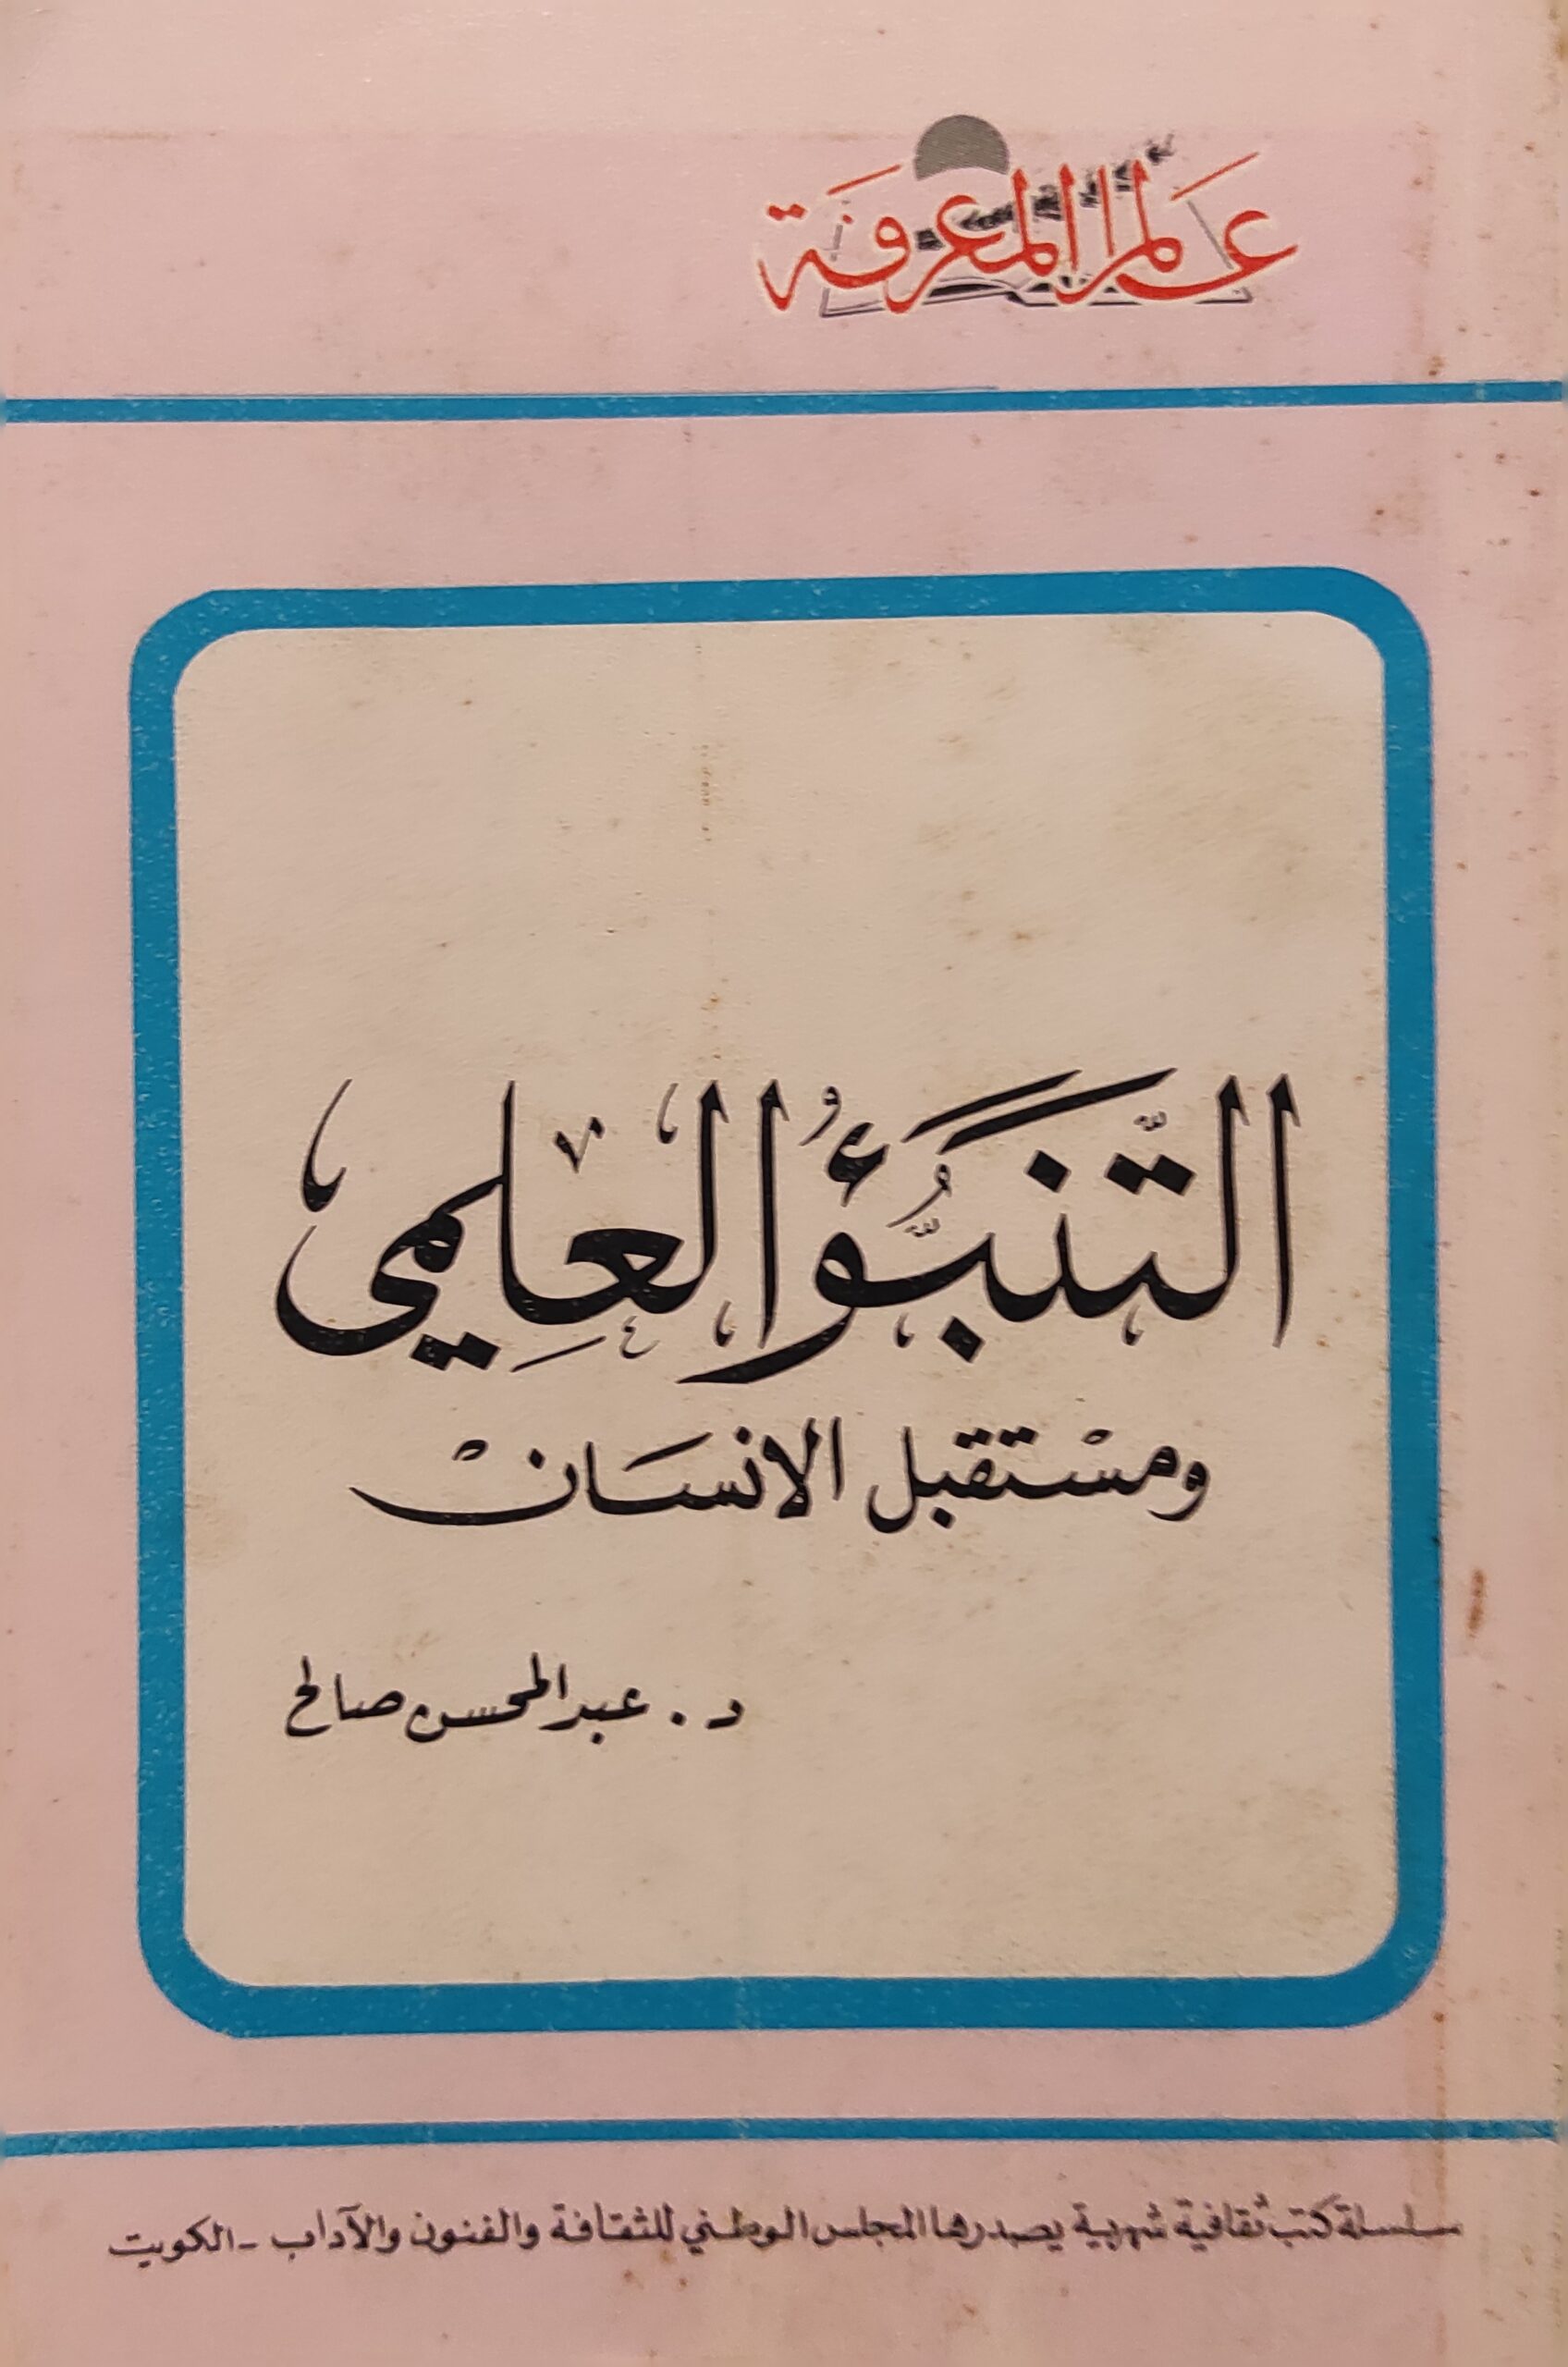 عالم المعرفة
التنبؤ العلمي
ومستقبل الانسان
د. عبد المحسن صالح
سلسلة كتب ثقافية شهرية يصدرها المجلس الوطني للثقافة والفنون والآداب - الكويت